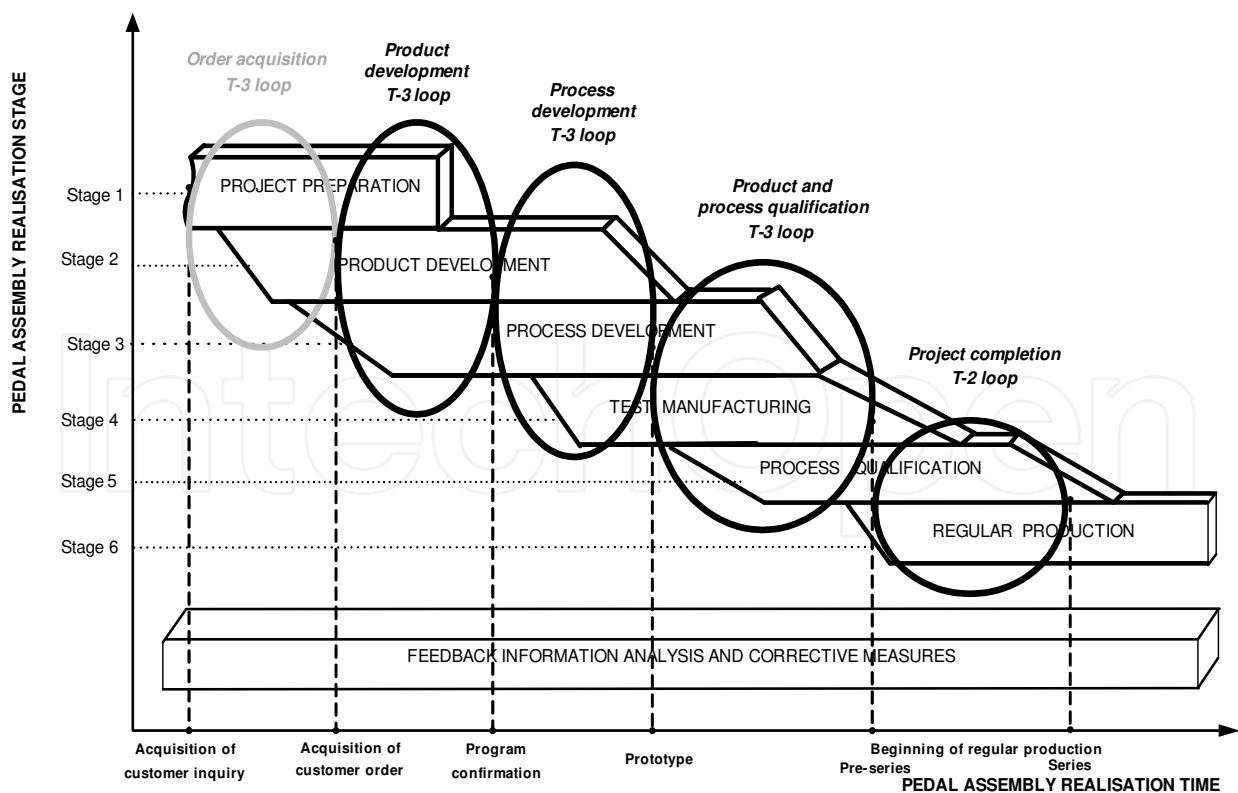 PEDAL ASSEMBLY REALISATION STAGE
Order acquisition
T-3 loop
Product
development
T-3 loop
Process
development
T-3 loop
Product and
process qualification
T-3 loop
Project completion
T-2 loop
Stage 1
PROJECT PREPARATION
Stage 2
PRODUCT DEVELOPMENT
Stage 3
PROCESS DEVELOPMENT
Stage 4
TEST MANUFACTURING
Stage 5
PROCESS QUALIFICATION
Stage 6
REGULAR PRODUCTION
IntechOpen
FEEDBACK INFORMATION ANALYSIS AND CORRECTIVE MEASURES
Acquisition of
customer inquiry
Acquisition of
customer order
Program
confirmation
Prototype
Beginning of regular production
Pre-series
Series
PEDAL ASSEMBLY REALISATION TIME